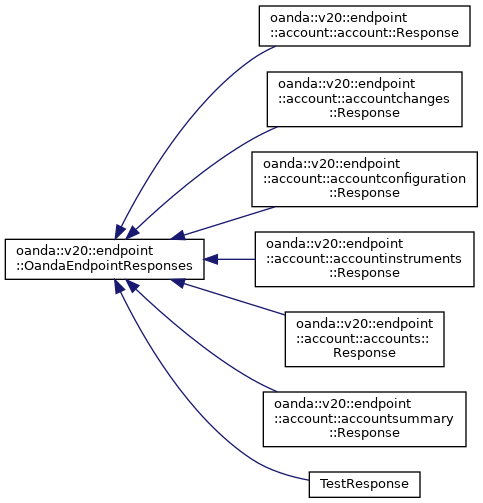 oanda::v20::endpoint
::account::account::Response
oanda::v20::endpoint
::account::accountchanges
::Response
oanda::v20::endpoint
::account::accountconfiguration
::Response
oanda::v20::endpoint
::OandaEndpointResponses
oanda::v20::endpoint
::account::accountinstruments
::Response
oanda::v20::endpoint
::account::accounts::
Response
oanda::v20::endpoint
::account::accountsummary
::Response
TestResponse